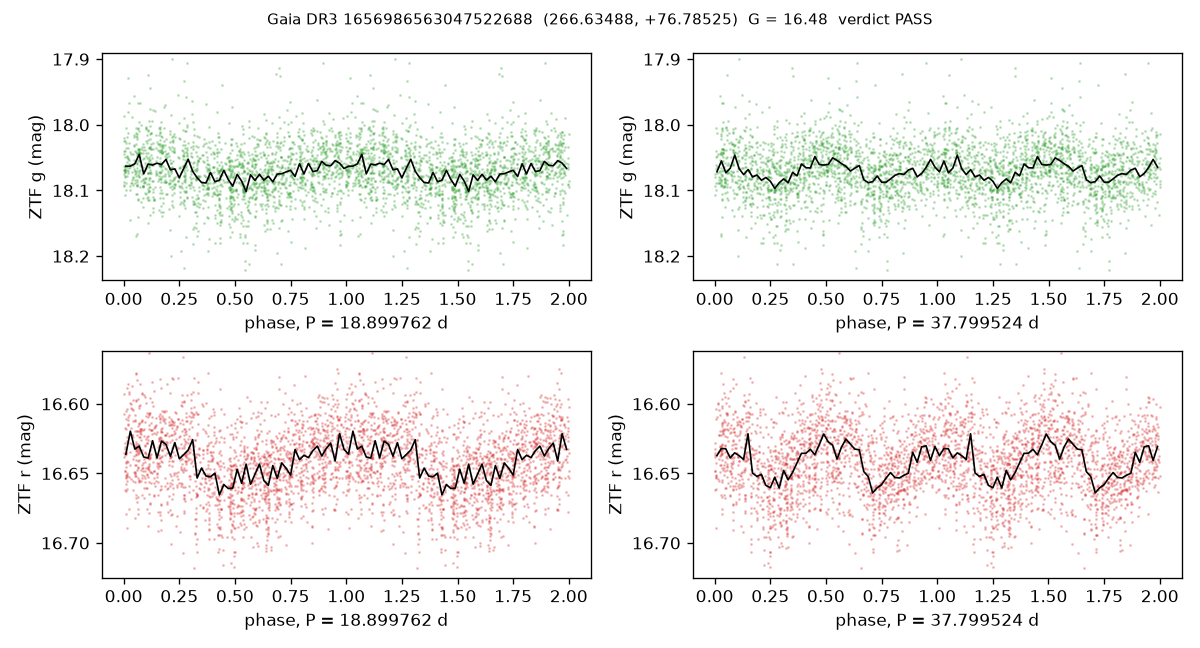 Gaia DR3 1656986563047522688 (266.63488, +76.78525) G = 16.48 verdict PASS
17.9
18.0
18.1
18.2
ZTF g (mag)
0.00 0.25 0.50 0.75 1.00 1.25 1.50 1.75 2.00
phase, P = 18.899762 d
17.9
18.0
18.1
18.2
ZTF g (mag)
0.00 0.25 0.50 0.75 1.00 1.25 1.50 1.75 2.00
phase, P = 37.799524 d
16.60
16.65
16.70
ZTF r (mag)
0.00 0.25 0.50 0.75 1.00 1.25 1.50 1.75 2.00
phase, P = 18.899762 d
16.60
16.65
16.70
ZTF r (mag)
0.00 0.25 0.50 0.75 1.00 1.25 1.50 1.75 2.00
phase, P = 37.799524 d